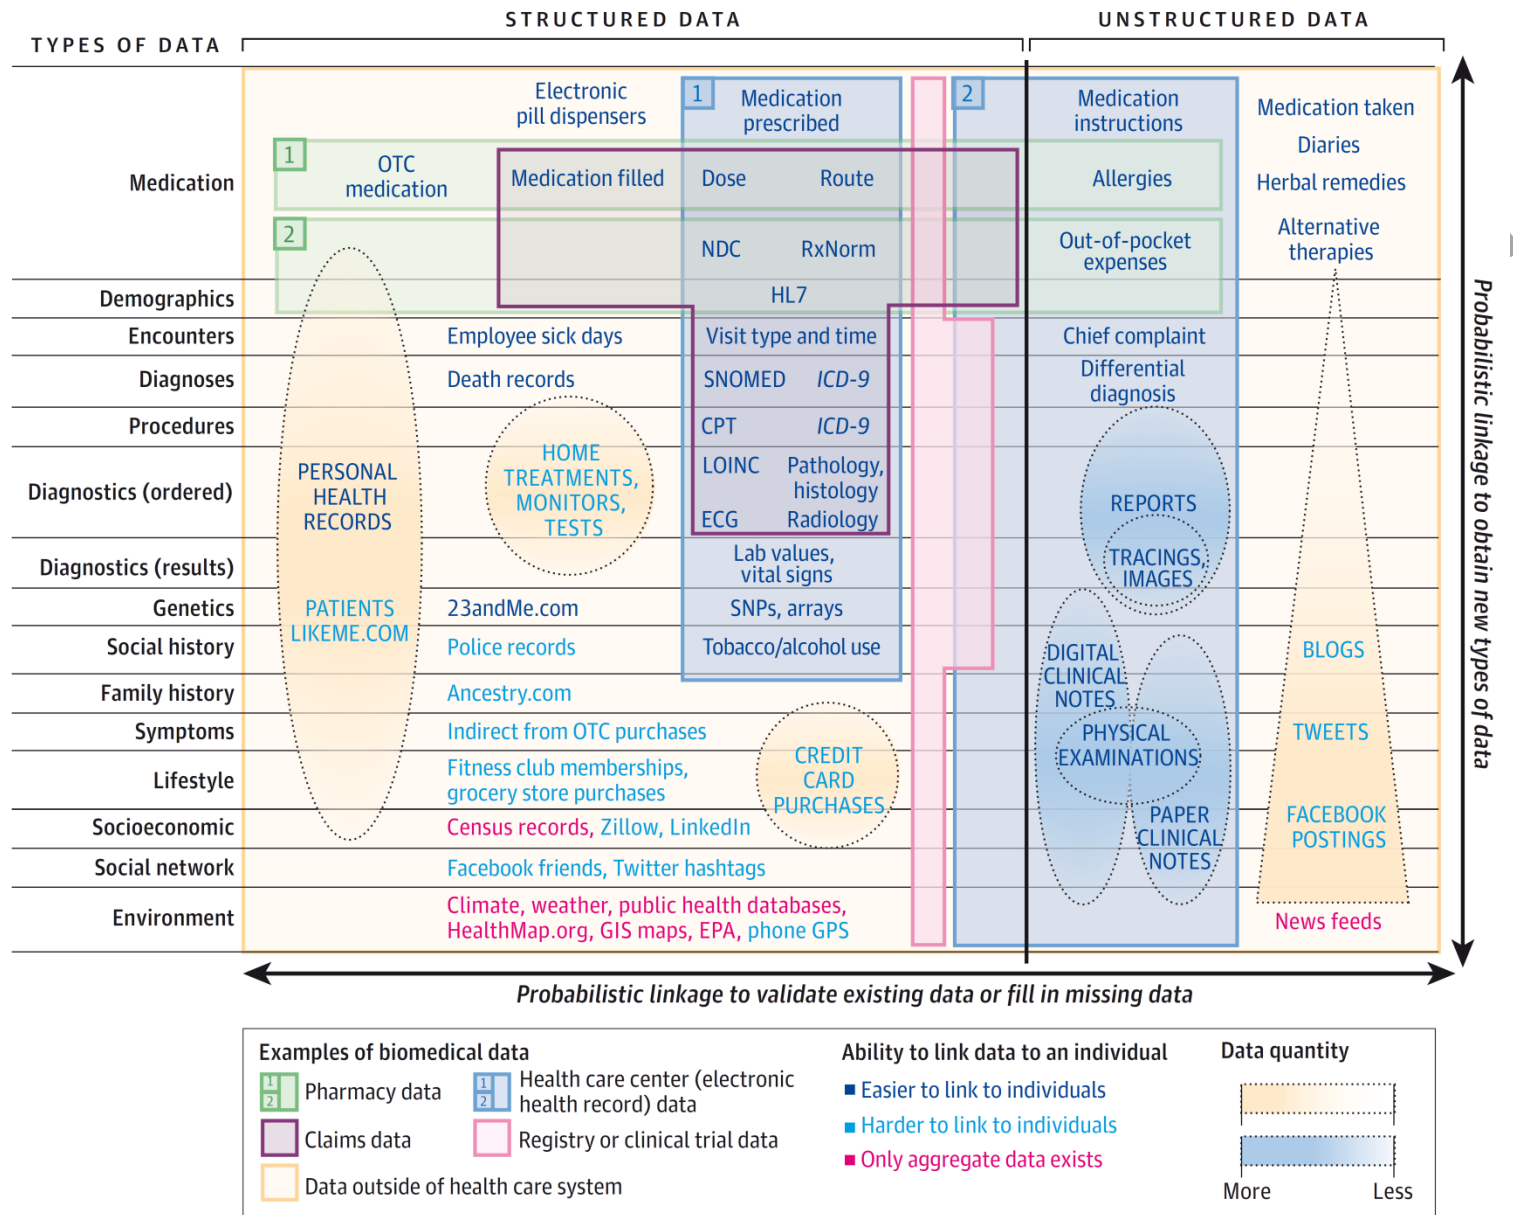 STRUCTURED DATA
UNSTRUCTURED DATA
TYPES OF DATA
Medication
Demographics
Encounters
Diagnoses
Procedures
Diagnostics (ordered)
Diagnostics (results)
Genetics
Social history
Family history
Symptoms
Lifestyle
Socioeconomic
Social network
Environment
Electronic
pill dispensers
1
Medication
prescribed
2
Medication
instructions
Medication taken
Diaries
Herbal remedies
Alternative
therapies
1
OTC
medication
Medication filled
Dose
Route
Allergies
2
NDC
RxNorm
Out-of-pocket
expenses
HL7
Employee sick days
Visit type and time
Chief complaint
Death records
SNOMED
ICD-9
Differential
diagnosis
CPT
ICD-9
PERSONAL
HEALTH
RECORDS
HOME
TREATMENTS,
MONITORS,
TESTS
LOINC
Pathology,
histology
ECG
Radiology
REPORTS
TRACINGS,
IMAGES
Lab values,
vital signs
PATIENTS
LIKEME.COM
23andMe.com
SNPs, arrays
Police records
Tobacco/alcohol use
DIGITAL
CLINICAL
NOTES
BLOGS
Ancestry.com
Indirect from OTC purchases
CREDIT
CARD
PURCHASES
PHYSICAL
EXAMINATIONS
TWEETS
Fitness club memberships,
grocery store purchases
Census records, Zillow, LinkedIn
PAPER
CLINICAL
NOTES
FACEBOOK
POSTINGS
Facebook friends, Twitter hashtags
Climate, weather, public health databases,
HealthMap.org, GIS maps, EPA, phone GPS
News feeds
Probabilistic linkage to obtain new types of data
Probabilistic linkage to validate existing data or fill in missing data
Examples of biomedical data
1
2
Pharmacy data
1
2
Health care center (electronic
health record) data
Claims data
Registry or clinical trial data
Data outside of health care system
Ability to link data to an individual
Easier to link to individuals
Harder to link to individuals
Only aggregate data exists
Data quantity
More
Less